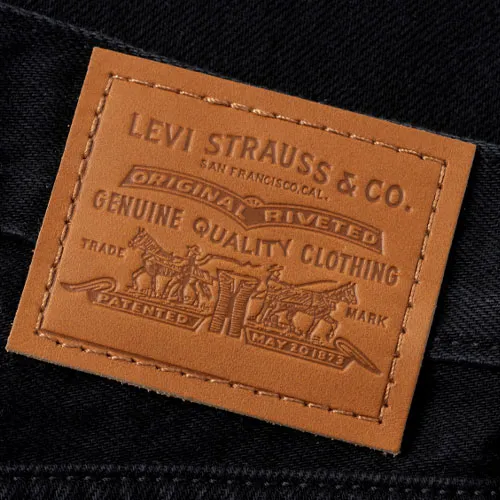 LEVI STRAUSS & CO.
SAN FRANCISCO, CAL.
ORIGINAL RIVETED
GENUINE QUALITY CLOTHING
TRADE MARK
PATENTED MAY 20 1873